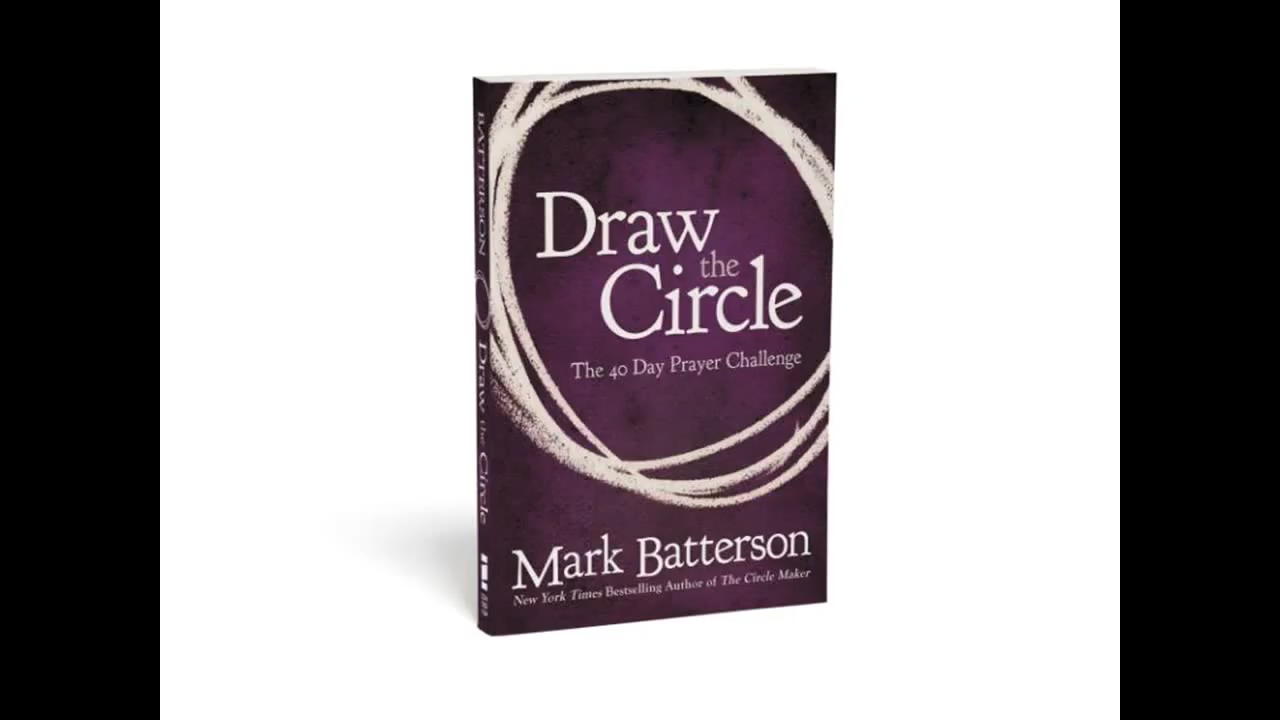 Draw
the
Circle
The 40 Day Prayer Challenge
Mark Batterson
New York Times Bestselling Author of The Circle Maker
BATTERSON Draw the Circle